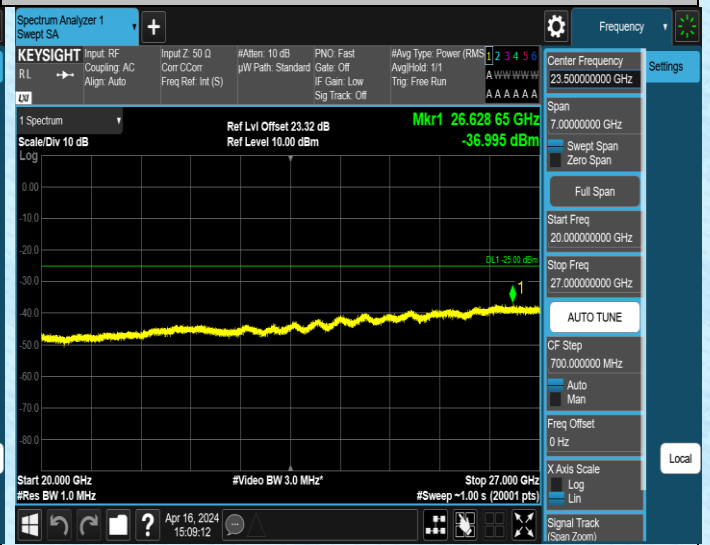 Spectrum Analyzer 1
Swept SA
+
Frequency
KEYSIGHT
RL
LXI
Input: RF
Coupling: AC
Align: Auto
Input Z: 50 Ω
Corr CCorr
Freq Ref: Int (S)
#Atten: 10 dB
µW Path: Standard
PNO: Fast
Gate: Off
IF Gain: Low
Sig Track: Off
#Avg Type: Power (RMS
Avg|Hold: 1/1
Trig: Free Run
1 2 3 4 5 6
A W W W W W
A A A A A A
1 Spectrum
Scale/Div 10 dB
Ref Lvl Offset 23.32 dB
Ref Level 10.00 dBm
Mkr1 26.628 65 GHz
-36.995 dBm
Log
0.00
-10.0
-20.0
-30.0
-40.0
-50.0
-60.0
-70.0
-80.0
DL1 -25.00 dBm
1
Start 20.000 GHz
#Res BW 1.0 MHz
#Video BW 3.0 MHz*
Stop 27.000 GHz
#Sweep ~1.00 s (20001 pts)
?
Apr 16, 2024
15:09:12
Center Frequency
23.500000000 GHz
Span
7.00000000 GHz
Swept Span
Zero Span
Full Span
Start Freq
20.000000000 GHz
Stop Freq
27.000000000 GHz
AUTO TUNE
CF Step
700.000000 MHz
Auto
Man
Freq Offset
0 Hz
X Axis Scale
Log
Lin
Signal Track
(Span Zoom)
Settings
Local